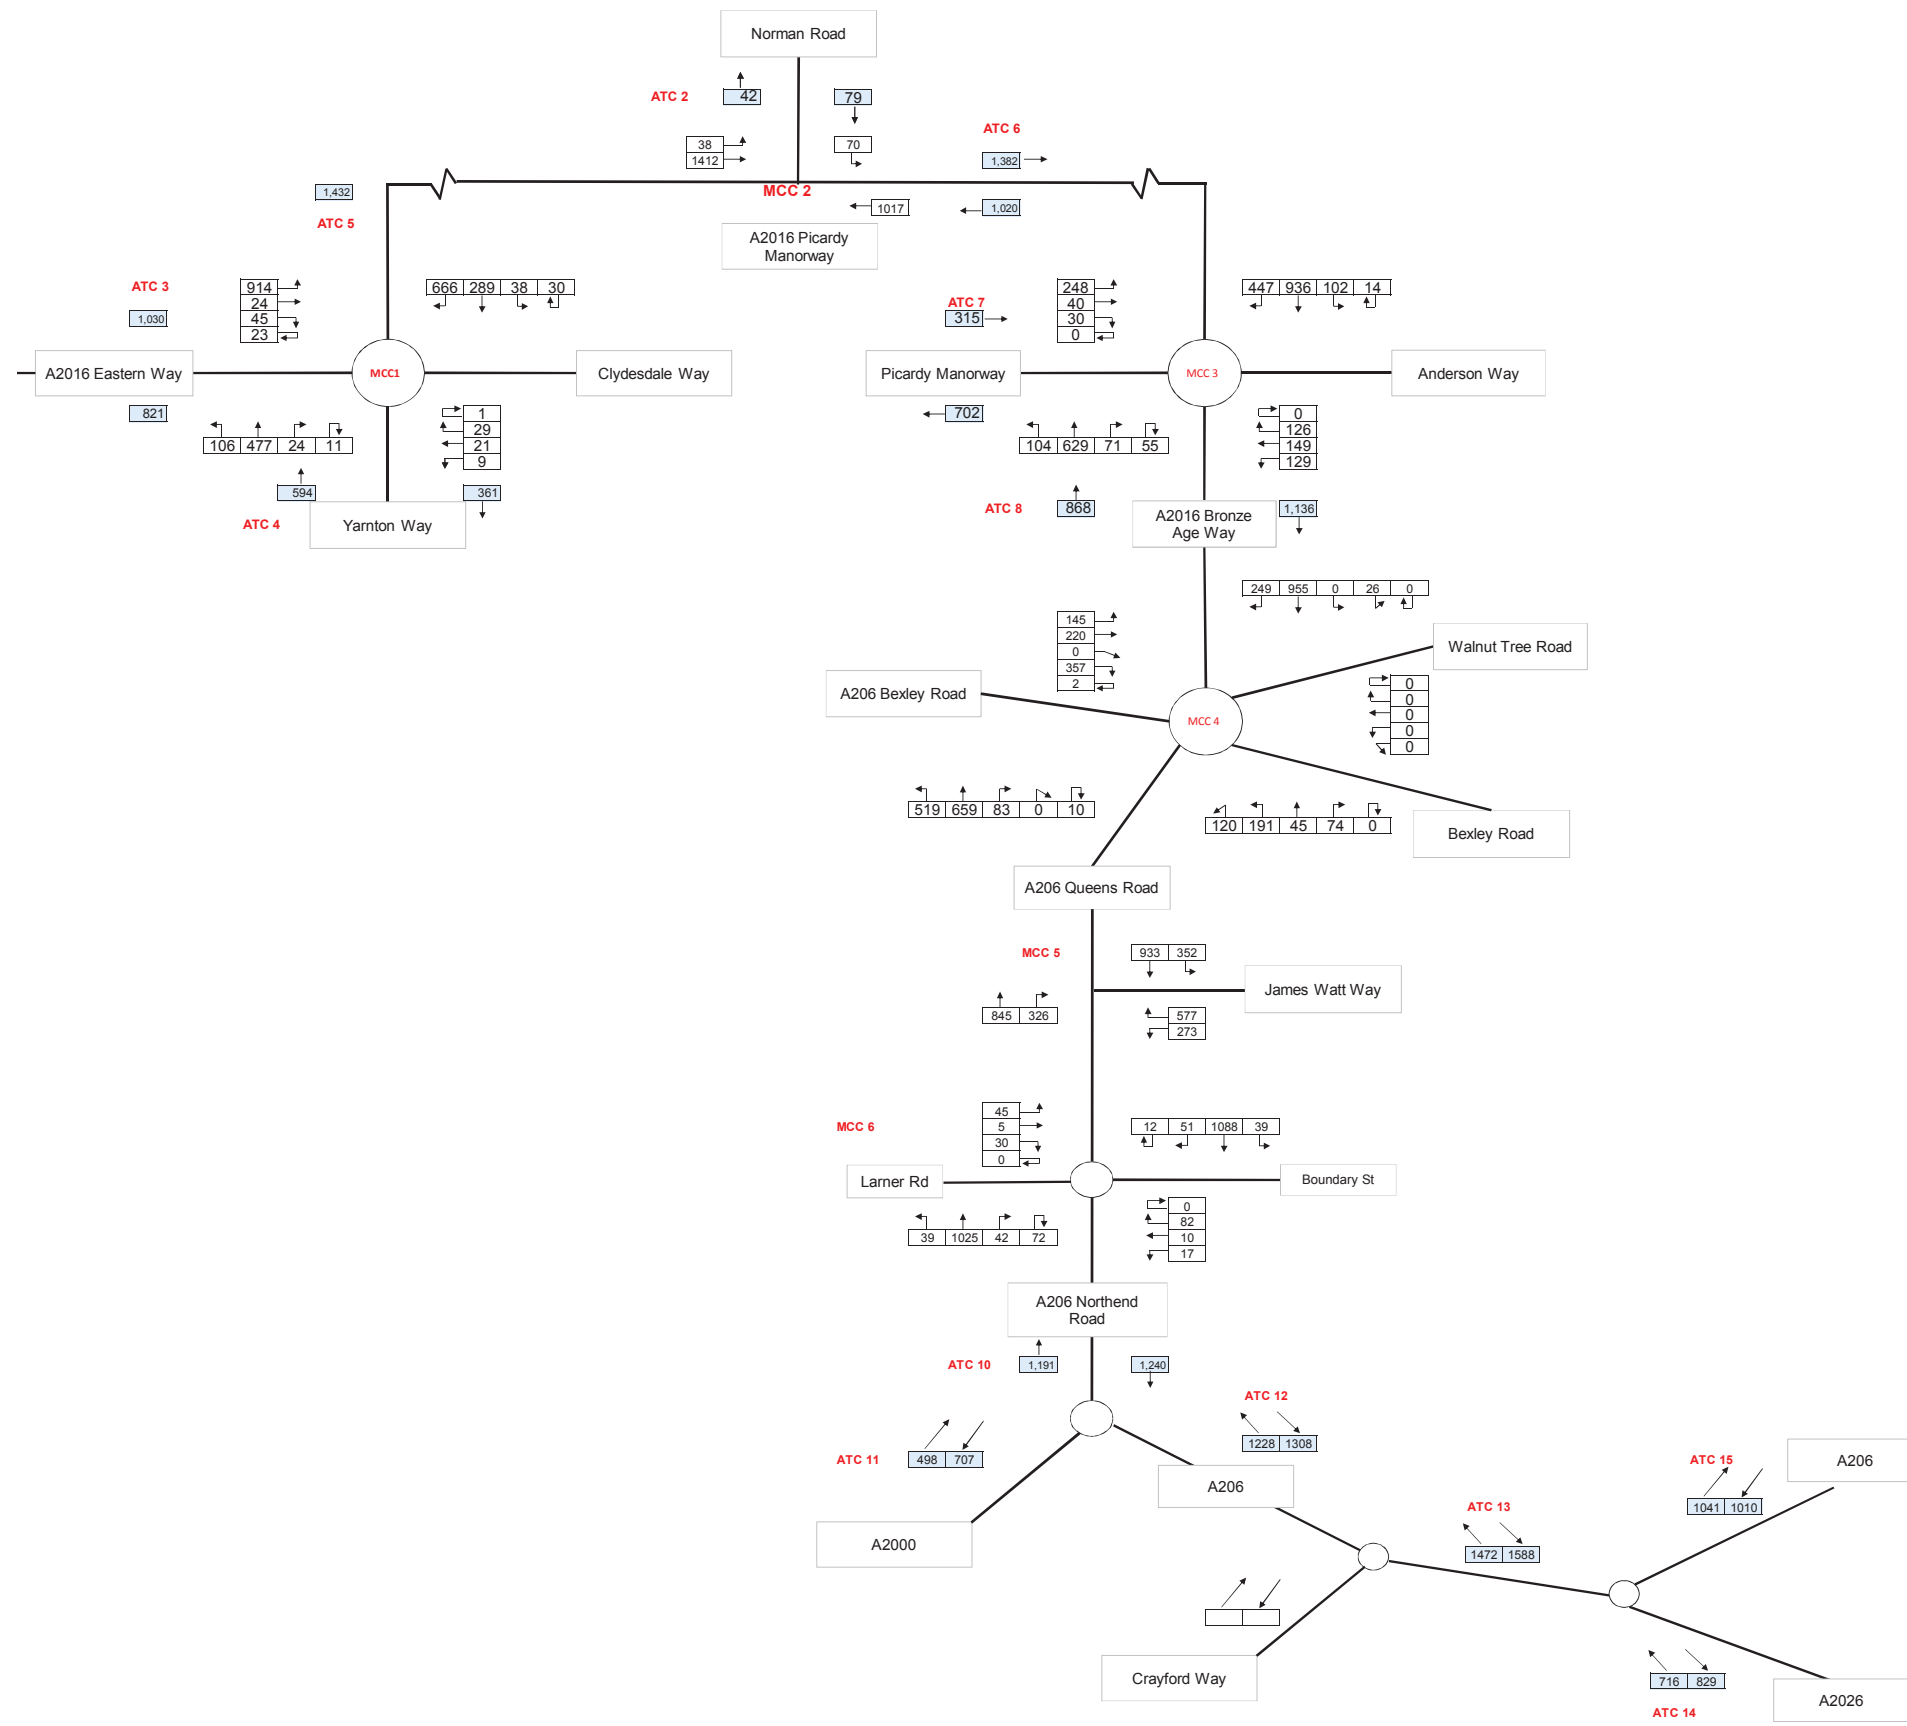 Norman Road
ATC 2
42
79
ATC 6
38
70
1412
1,382
1,432
MCC 2
1017
1,020
ATC 5
A2016 Picardy
Manorway
ATC 3
914
24
45
23
666 289 38 30
1,030
ATC 7
315
248
40
30
0
447 936 102 14
A2016 Eastern Way
MCC1
Clydesdale Way
Picardy Manorway
MCC 3
Anderson Way
821
106 477 24 11
1
29
21
9
702
104 629 71 55
0
126
149
129
594
361
ATC 4
Yarnton Way
ATC 8
868
A2016 Bronze
Age Way
1,136
249 955 0 26 0
145
220
0
357
2
Walnut Tree Road
A206 Bexley Road
MCC 4
0
0
0
0
0
519 659 83 0 10
120 191 45 74 0
Bexley Road
A206 Queens Road
MCC 5
933 352
James Watt Way
845 326
577
273
MCC 6
45
5
30
0
12 51 1088 39
Larner Rd
Boundary St
39 1025 42 72
0
82
10
17
A206 Northend
Road
ATC 10
1,191
1,240
ATC 12
1228 1308
ATC 11
498 707
A206
ATC 15
A206
1041 1010
ATC 13
1472 1588
A2000
Crayford Way
716 829
ATC 14
A2026